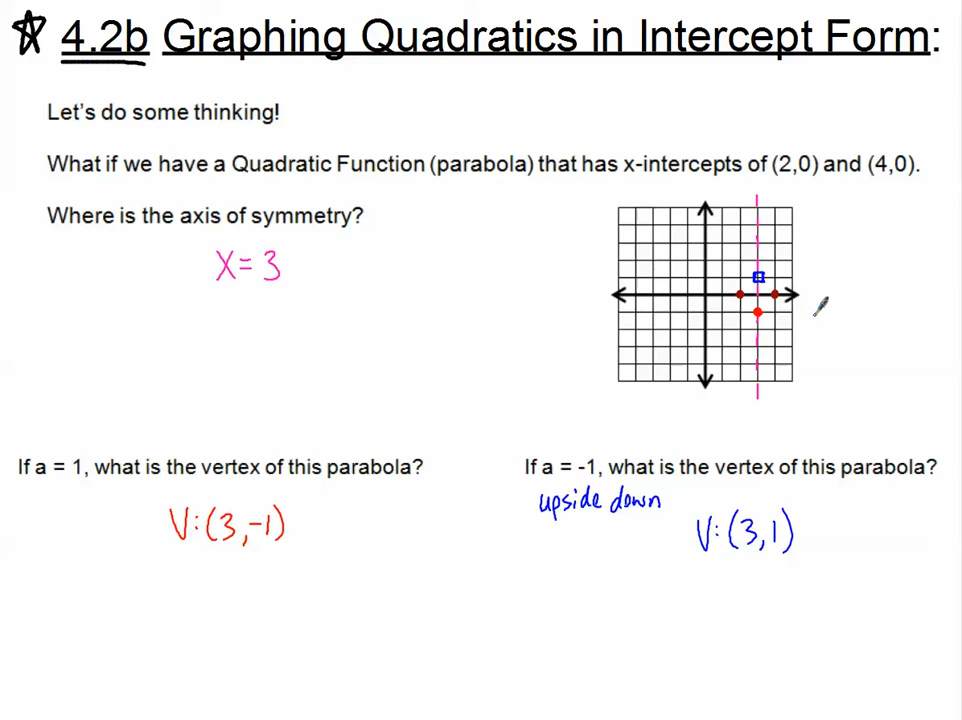 4.2b Graphing Quadratics in Intercept Form:
Let's do some thinking!
What if we have a Quadratic Function (parabola) that has x-intercepts of (2,0) and (4,0).
Where is the axis of symmetry?
X = 3
If a = 1, what is the vertex of this parabola?
V: (3, -1)
If a = -1, what is the vertex of this parabola?
upside down
V: (3, 1)